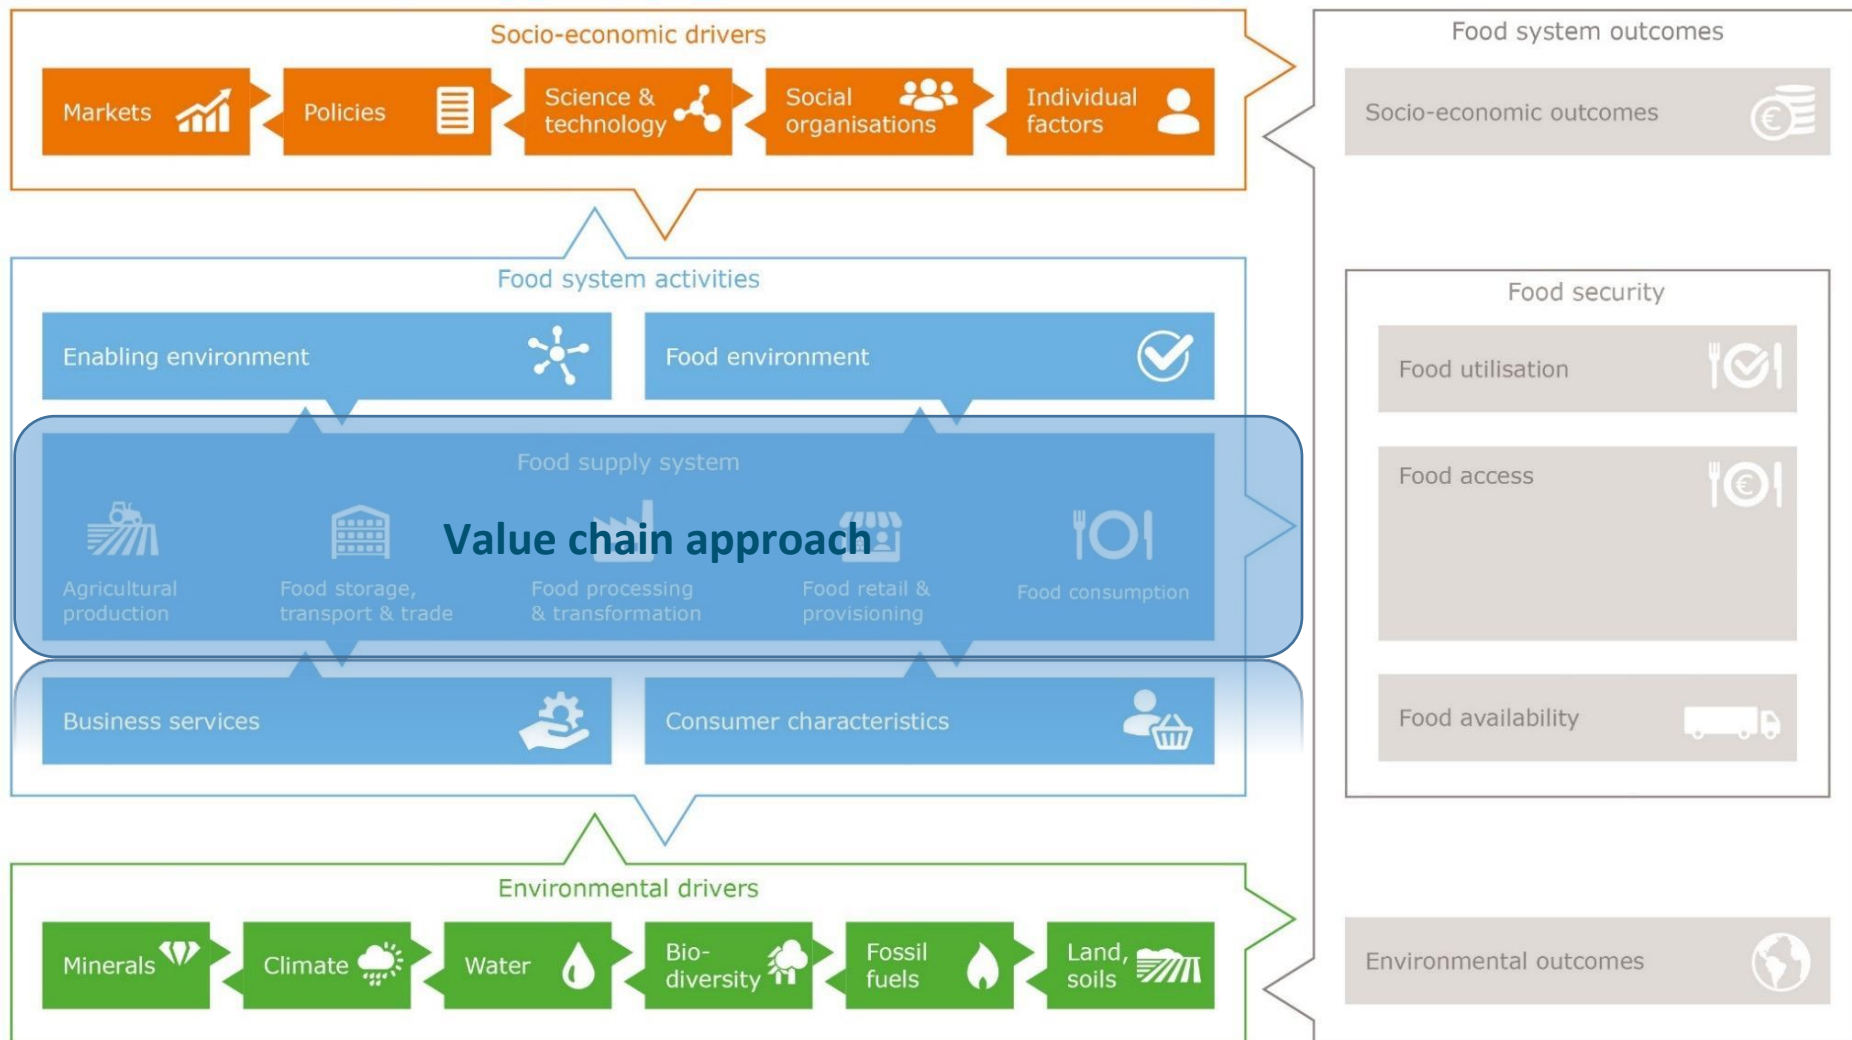 Socio-economic drivers
Markets
Policies
Science &
technology
Social
organisations
Individual
factors
Food system activities
Enabling environment
Food environment
Food supply system
Value chain approach
Agricultural
production
Food storage,
transport & trade
Food processing
& transformation
Food retail &
provisioning
Food consumption
Business services
Consumer characteristics
Environmental drivers
Minerals
Climate
Water
Bio-
diversity
Fossil
fuels
Land,
soils
Food system outcomes
Socio-economic outcomes
€
Food security
Food utilisation
Food access
€
Food availability
Environmental outcomes